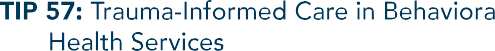 TIP 57: Trauma-Informed Care in Behaviora
Health Services